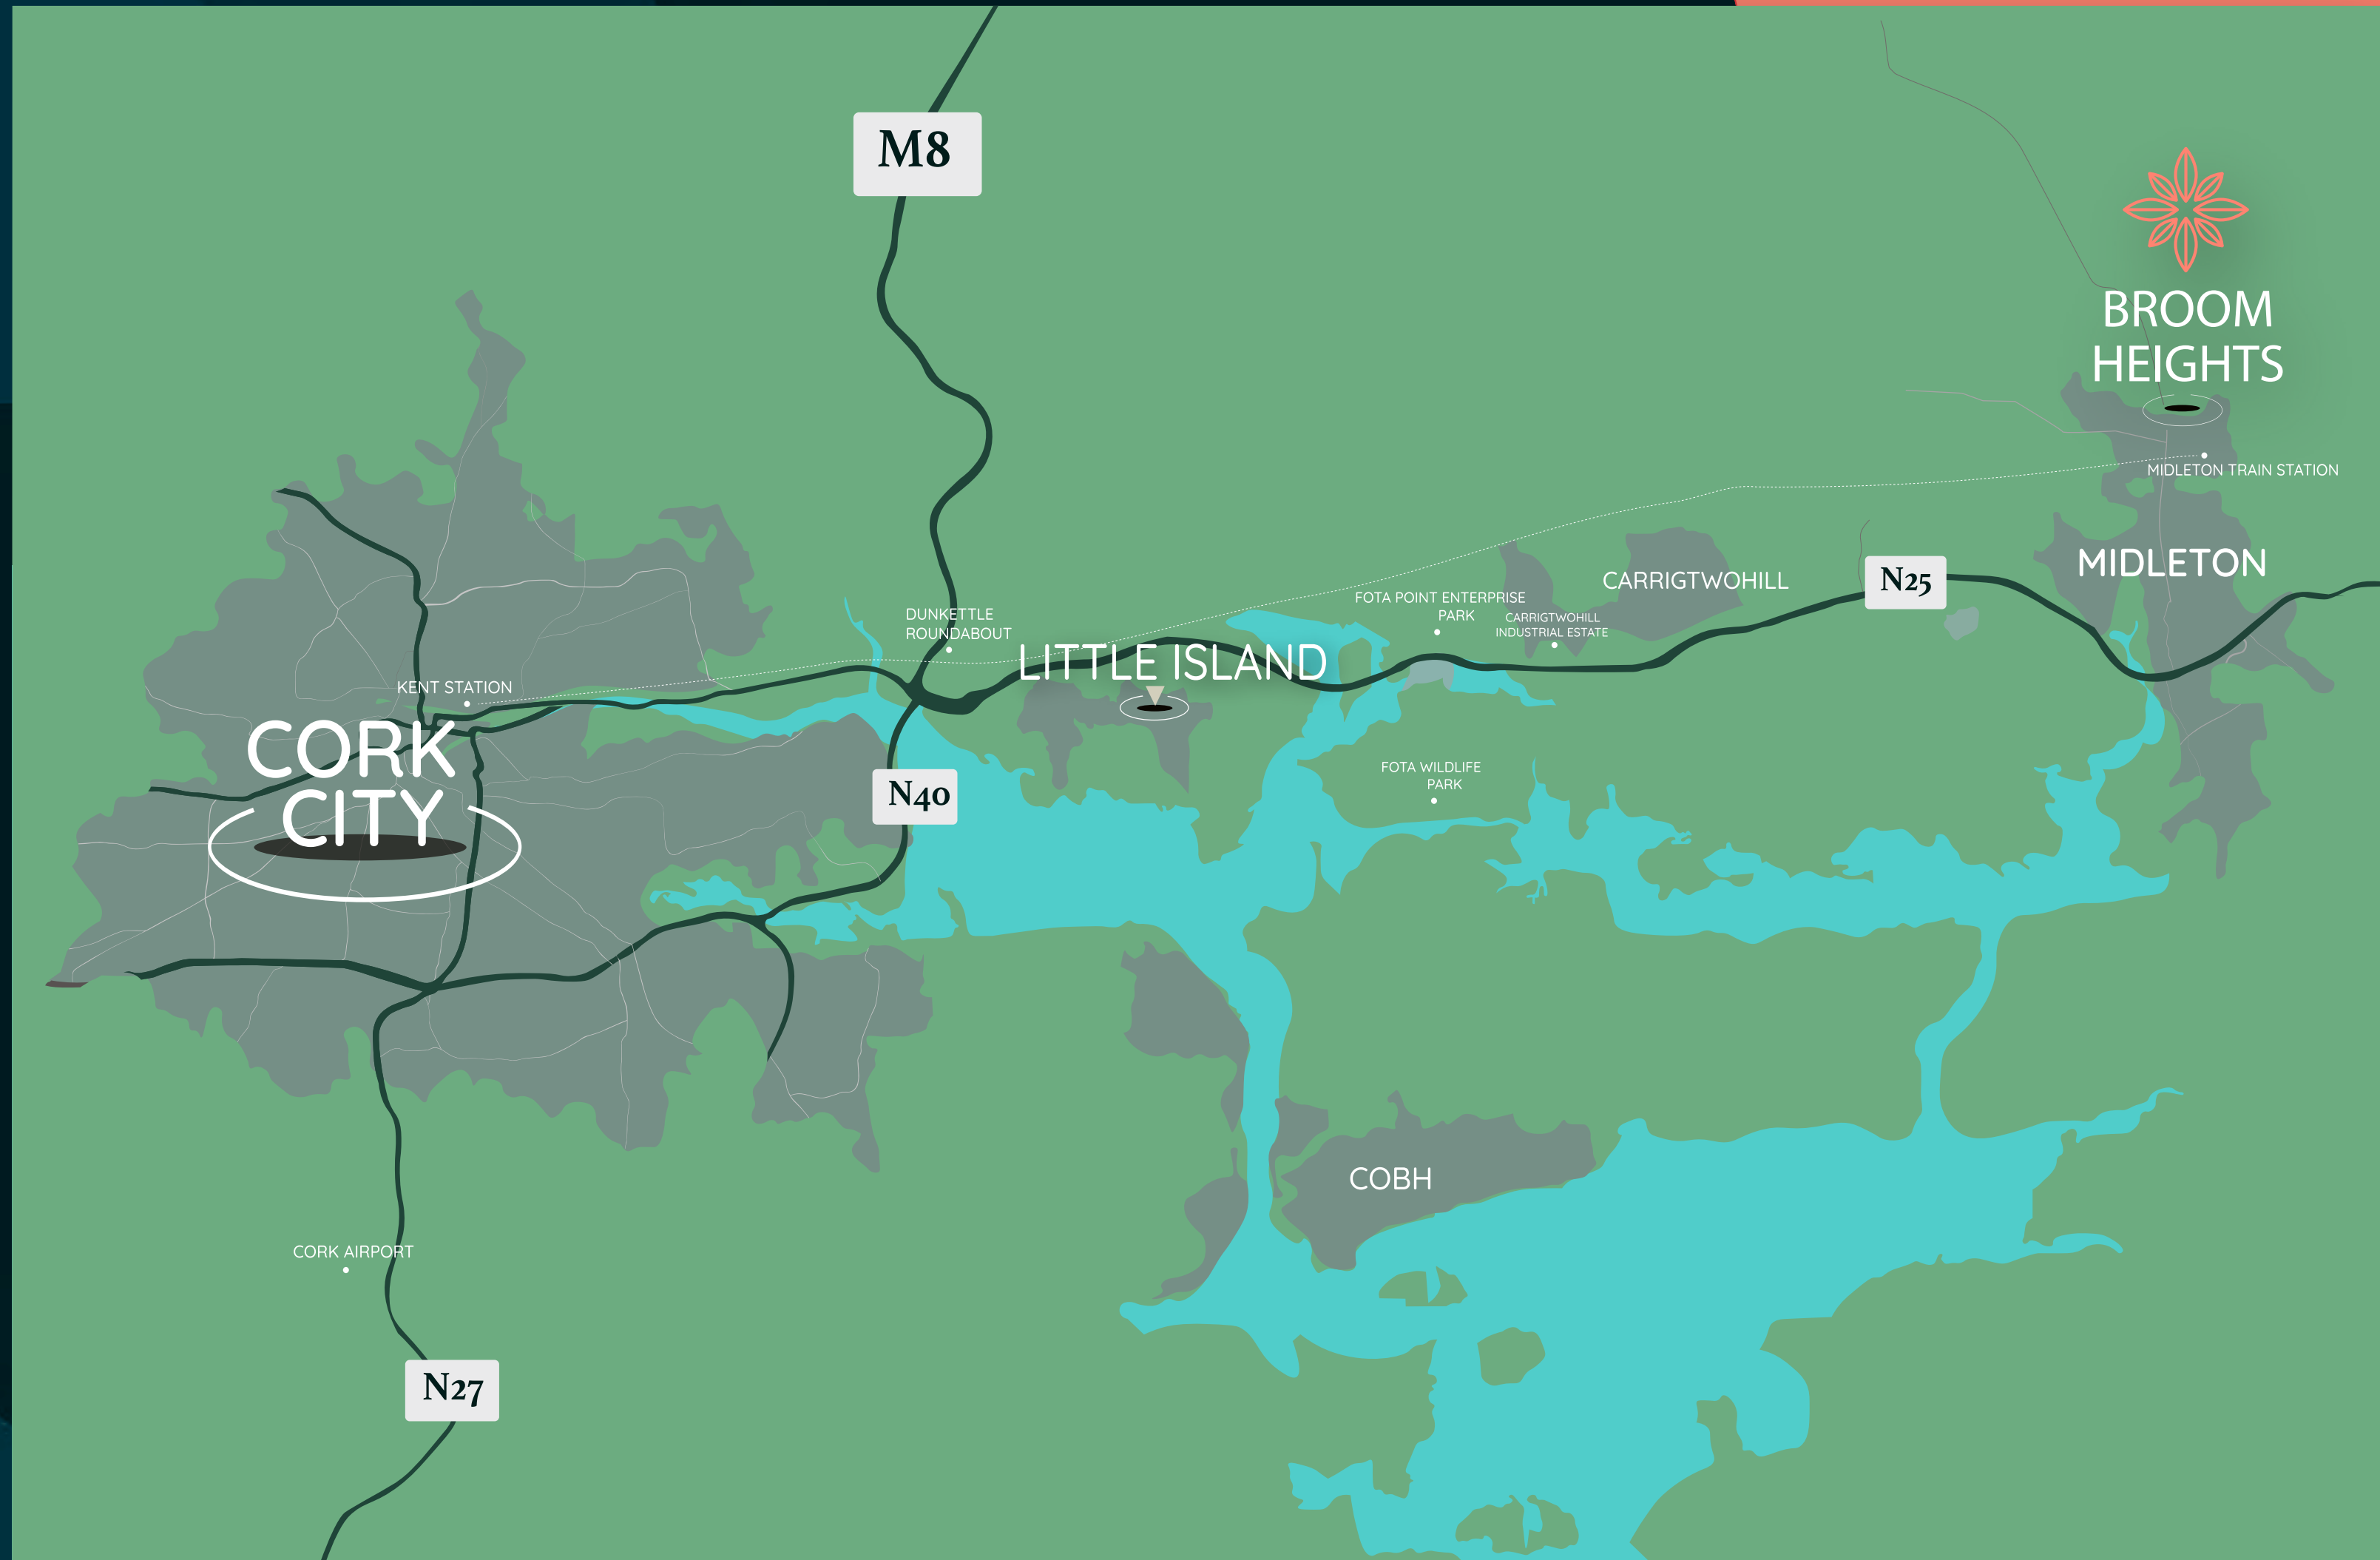 M8
BROOM
HEIGHTS
MIDLETON TRAIN STATION
MIDLETON
N25
CARRIGTWOHILL
FOTA POINT ENTERPRISE
PARK
CARRIGTWOHILL
INDUSTRIAL ESTATE
DUNKETTLE
ROUNDABOUT
LITTLE ISLAND
KENT STATION
CORK
CITY
N40
FOTA WILDLIFE
PARK
COBH
CORK AIRPORT
N27